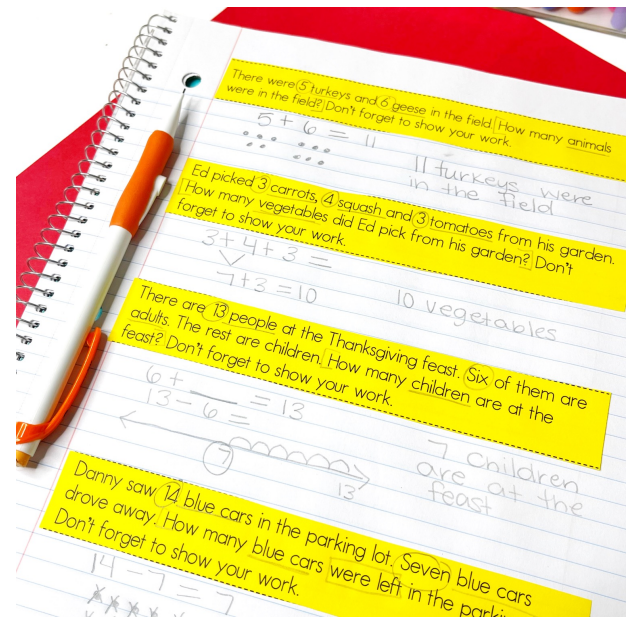 There were 5 turkeys and 6 geese in the field. How many animals
were in the field? Don't forget to show your work.
5 + 6 = 11
11 turkeys were
in the field
Ed picked 3 carrots, 4 squash and 3 tomatoes from his garden.
How many vegetables did Ed pick from his garden? Don't
forget to show your work.
3 + 4 + 3 =
7 + 3 = 10
10 vegetables
There are 13 people at the Thanksgiving feast. Six of them are
adults. The rest are children. How many children are at the
feast? Don't forget to show your work.
6 + ___ = 13
13 - 6 =
7
13
7 children
are at the
feast
Danny saw 14 blue cars in the parking lot. Seven blue cars
drove away. How many blue cars were left in the
Don't forget to show your work.
14 - 7 = 7